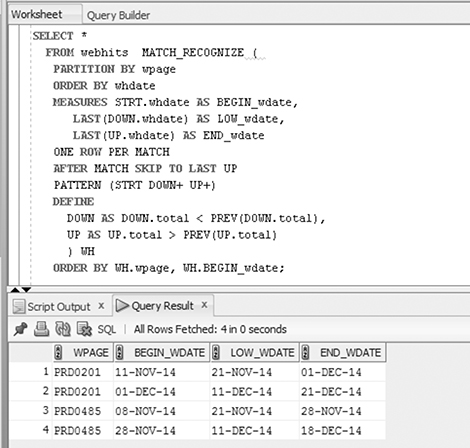 Worksheet Query Builder
SELECT *
FROM webhits MATCH_RECOGNIZE (
PARTITION BY wpage
ORDER BY whdate
MEASURES STRT.whdate AS BEGIN_wdate,
LAST(DOWN.whdate) AS LOW_wdate,
LAST(UP.whdate) AS END_wdate
ONE ROW PER MATCH
AFTER MATCH SKIP TO LAST UP
PATTERN (STRT DOWN+ UP+)
DEFINE
DOWN AS DOWN.total < PREV(DOWN.total),
UP AS UP.total > PREV(UP.total)
) WH
ORDER BY WH.wpage, WH.BEGIN_wdate;
Script Output x Query Result x
SQL | All Rows Fetched: 4 in 0 seconds
WPAGE BEGIN_WDATE LOW_WDATE END_WDATE
1 PRD0201 11-NOV-14 21-NOV-14 01-DEC-14
2 PRD0201 01-DEC-14 11-DEC-14 21-DEC-14
3 PRD0485 08-NOV-14 21-NOV-14 28-NOV-14
4 PRD0485 28-NOV-14 11-DEC-14 18-DEC-14